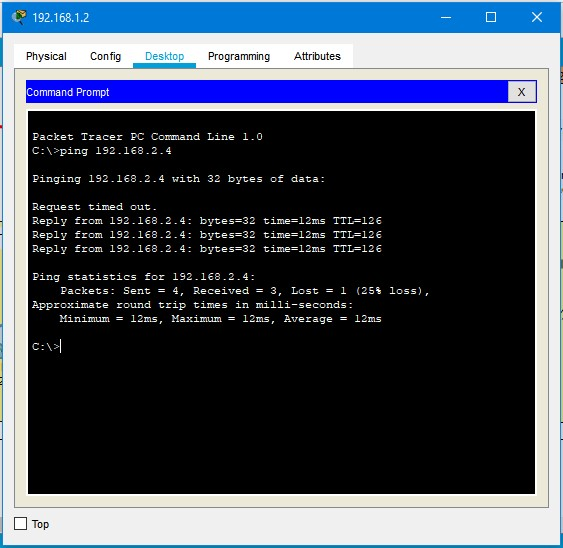 192.168.1.2
Physical Config Desktop Programming Attributes
Command Prompt X
Packet Tracer PC Command Line 1.0
C:\>ping 192.168.2.4
Pinging 192.168.2.4 with 32 bytes of data:
Request timed out.
Reply from 192.168.2.4: bytes=32 time=12ms TTL=126
Reply from 192.168.2.4: bytes=32 time=12ms TTL=126
Reply from 192.168.2.4: bytes=32 time=12ms TTL=126
Ping statistics for 192.168.2.4:
Packets: Sent = 4, Received = 3, Lost = 1 (25% loss),
Approximate round trip times in milli-seconds:
Minimum = 12ms, Maximum = 12ms, Average = 12ms
C:\>
Top